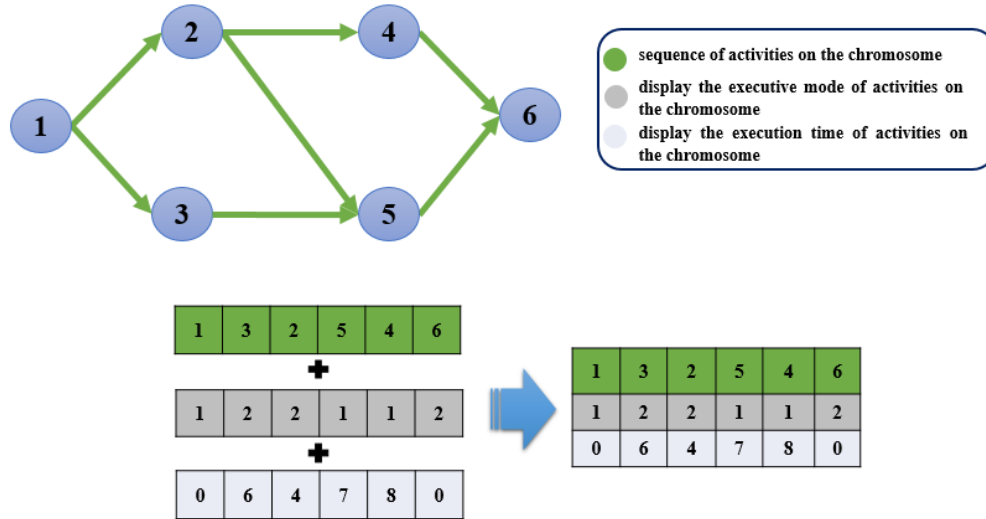 2
4
1
6
3
5
sequence of activities on the chromosome
display the executive mode of activities on
the chromosome
display the execution time of activities on
the chromosome
1 3 2 5 4 6
1 2 2 1 1 2
0 6 4 7 8 0
1 3 2 5 4 6
1 2 2 1 1 2
0 6 4 7 8 0